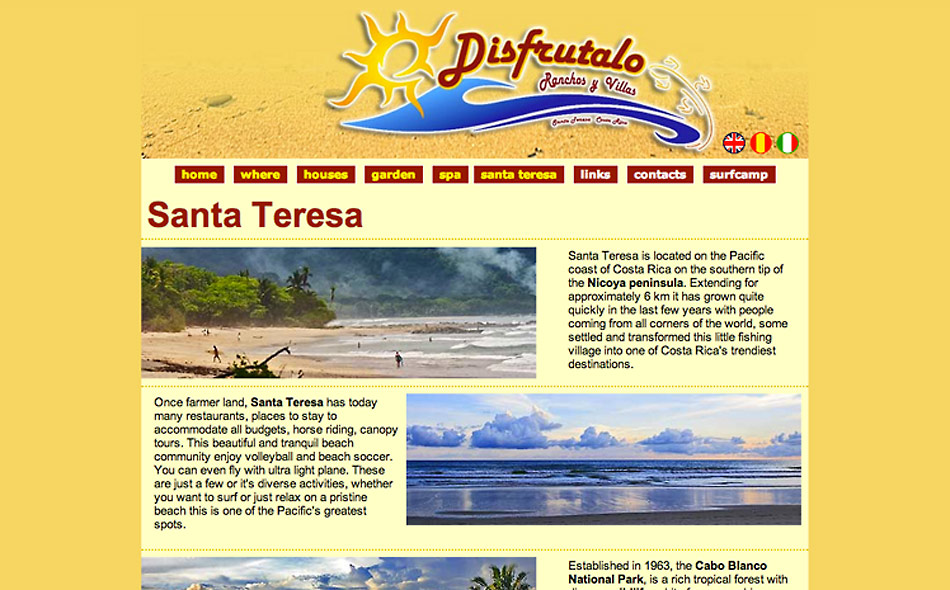 Disfrutalo
Ranchos y Villas
Santa Teresa Costa Rica
home where houses garden spa santa teresa links contacts surfcamp
Santa Teresa
Santa Teresa is located on the Pacific
coast of Costa Rica on the southern tip of
the Nicoya peninsula. Extending for
approximately 6 km it has grown quite
quickly in the last few years with people
coming from all corners of the world, some
settled and transformed this little fishing
village into one of Costa Rica's trendiest
destinations.
Once farmer land, Santa Teresa has today
many restaurants, places to stay to
accommodate all budgets, horse riding, canopy
tours. This beautiful and tranquil beach
community enjoy volleyball and beach soccer.
You can even fly with ultra light plane. These
are just a few or it's diverse activities, whether
you want to surf or just relax on a pristine
beach this is one of the Pacific's greatest
spots.
Established in 1963, the Cabo Blanco
National Park, is a rich tropical forest with